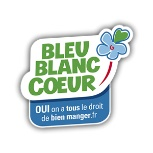 BLEU
BLANC
COEUR
OUI on a tous le droit
de bien manger.fr